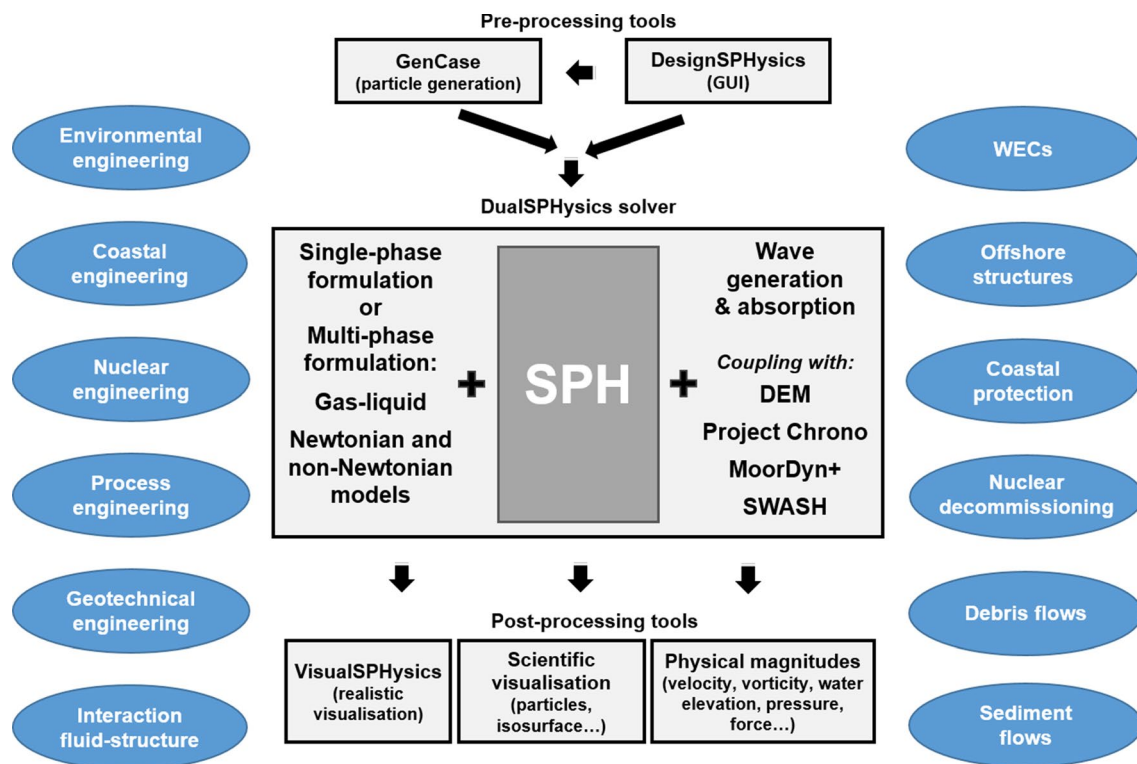 Pre-processing tools
GenCase
(particle generation)
DesignSPHysics
(GUI)
Environmental
engineering
Coastal
engineering
Nuclear
engineering
Process
engineering
Geotechnical
engineering
Interaction
fluid-structure
DualSPHysics solver
Single-phase
formulation
or
Multi-phase
formulation:
Gas-liquid
Newtonian and
non-Newtonian
models
+
SPH
+
Wave
generation
& absorption
Coupling with:
DEM
Project Chrono
MoorDyn+
SWASH
WECs
Offshore
structures
Coastal
protection
Nuclear
decommissioning
Debris flows
Sediment
flows
Post-processing tools
VisualSPHysics
(realistic
visualisation)
Scientific
visualisation
(particles,
isosurface...)
Physical magnitudes
(velocity, vorticity, water
elevation, pressure,
force...)